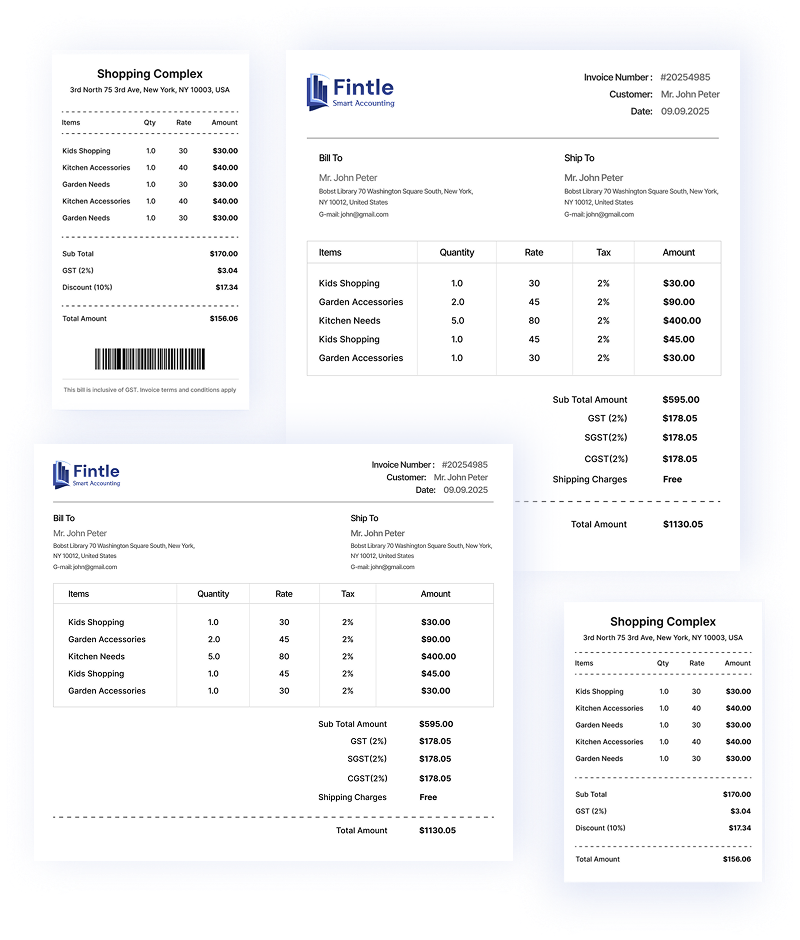 Shopping Complex
3rd North 75 3rd Ave, New York, NY 10003, USA
Items Qty Rate Amount
Kids Shopping 1.0 30 $30.00
Kitchen Accessories 1.0 40 $40.00
Garden Needs 1.0 30 $30.00
Kitchen Accessories 1.0 40 $40.00
Garden Needs 1.0 30 $30.00
Sub Total $170.00
GST (2%) $3.04
Discount (10%) $17.34
Total Amount $156.06
This bill is inclusive of GST. Invoice terms and conditions apply
Fintle
Smart Accounting
Invoice Number : #20254985
Customer: Mr. John Peter
Date: 09.09.2025
Bill To Ship To
Mr. John Peter Mr. John Peter
Bobst Library 70 Washington Square South, New York, Bobst Library 70 Washington Square South, New York,
NY 10012, United States NY 10012, United States
G-mail: john@gmail.com G-mail: john@gmail.com
Items Quantity Rate Tax Amount
Kids Shopping 1.0 30 2% $30.00
Garden Accessories 2.0 45 2% $90.00
Kitchen Needs 5.0 80 2% $400.00
Kids Shopping 1.0 45 2% $45.00
Garden Accessories 1.0 30 2% $30.00
Sub Total Amount $595.00
GST (2%) $178.05
SGST(2%) $178.05
CGST(2%) $178.05
Shipping Charges Free
Total Amount $1130.05
Fintle
Smart Accounting
Invoice Number : #20254985
Customer: Mr. John Peter
Date: 09.09.2025
Bill To Ship To
Mr. John Peter Mr. John Peter
Bobst Library 70 Washington Square South, New York, Bobst Library 70 Washington Square South, New York,
NY 10012, United States NY 10012, United States
G-mail: john@gmail.com G-mail: john@gmail.com
Items Quantity Rate Tax Amount
Kids Shopping 1.0 30 2% $30.00
Garden Accessories 2.0 45 2% $90.00
Kitchen Needs 5.0 80 2% $400.00
Kids Shopping 1.0 45 2% $45.00
Garden Accessories 1.0 30 2% $30.00
Sub Total Amount $595.00
GST (2%) $178.05
SGST(2%) $178.05
CGST(2%) $178.05
Shipping Charges Free
Total Amount $1130.05
Shopping Complex
3rd North 75 3rd Ave, New York, NY 10003, USA
Items Qty Rate Amount
Kids Shopping 1.0 30 $30.00
Kitchen Accessories 1.0 40 $40.00
Garden Needs 1.0 30 $30.00
Kitchen Accessories 1.0 40 $40.00
Garden Needs 1.0 30 $30.00
Sub Total $170.00
GST (2%) $3.04
Discount (10%) $17.34
Total Amount $156.06